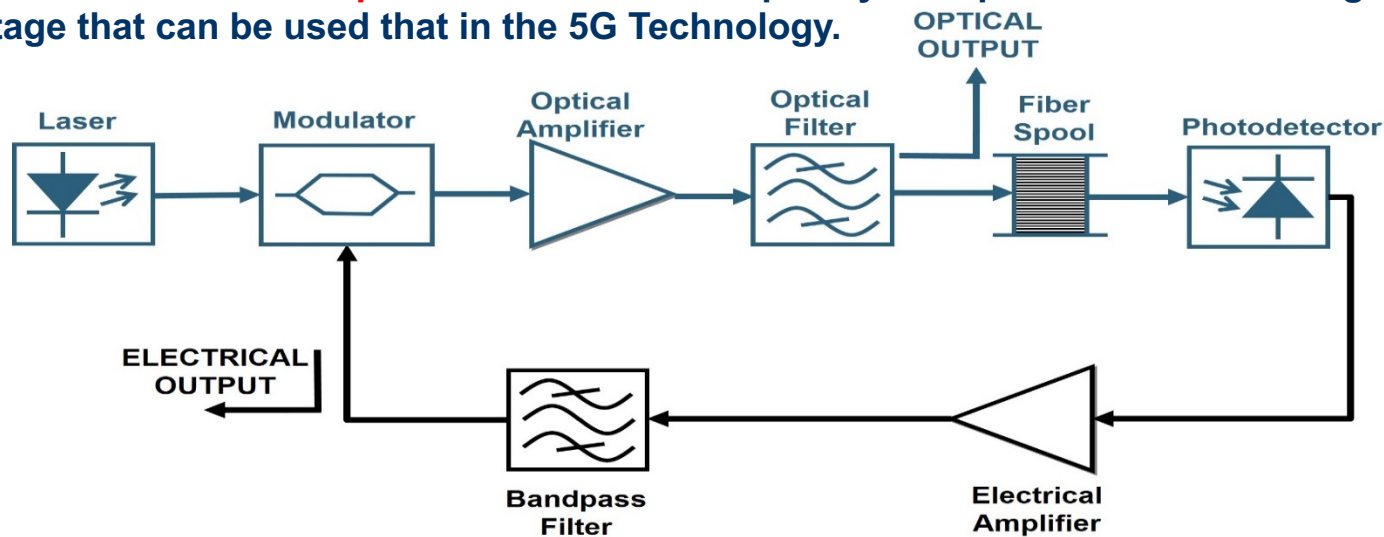 tage that can be used that in the 5G Technology.
OPTICAL
OUTPUT
Laser
Modulator
Optical
Amplifier
Optical
Filter
Fiber
Spool
Photodetector
ELECTRICAL
OUTPUT
Bandpass
Filter
Electrical
Amplifier